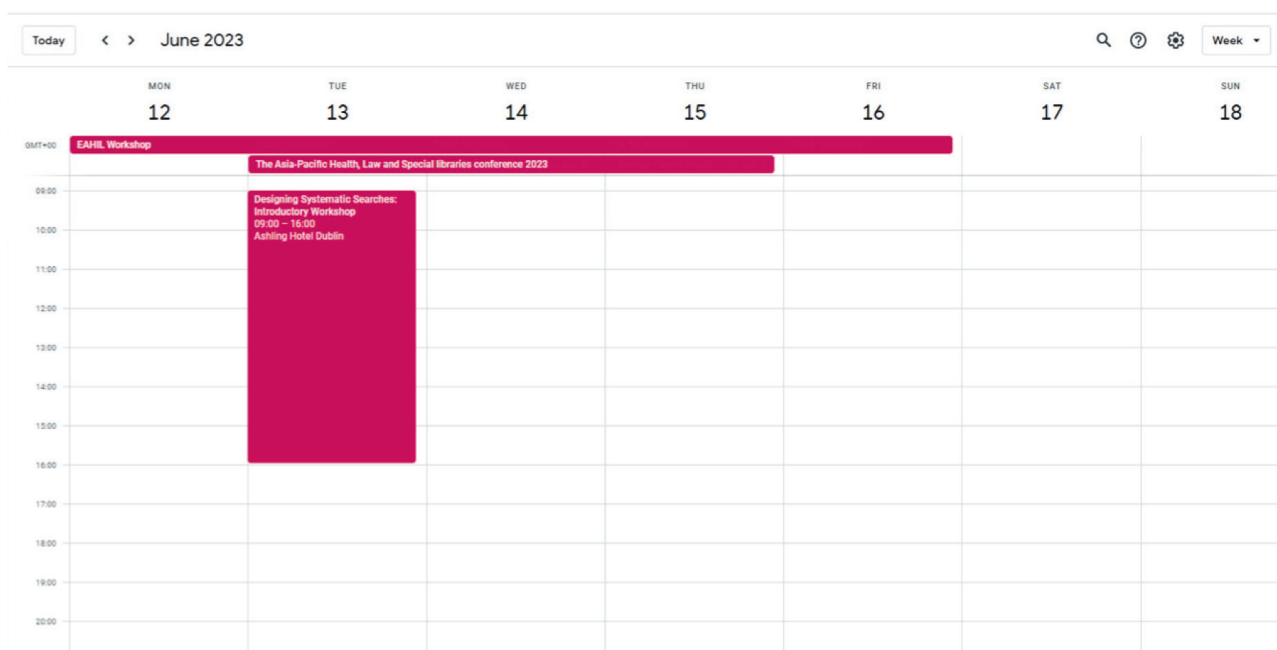 Today < > June 2023 Week
MON TUE WED THU FRI SAT SUN
12 13 14 15 16 17 18
GMT+00 EAHIL Workshop
The Asia-Pacific Health, Law and Special libraries conference 2023
09:00
Designing Systematic Searches:
Introductory Workshop
09:00 – 16:00
10:00
Ashling Hotel Dublin
11:00
12:00
13:00
14:00
15:00
16:00
17:00
18:00
19:00
20:00